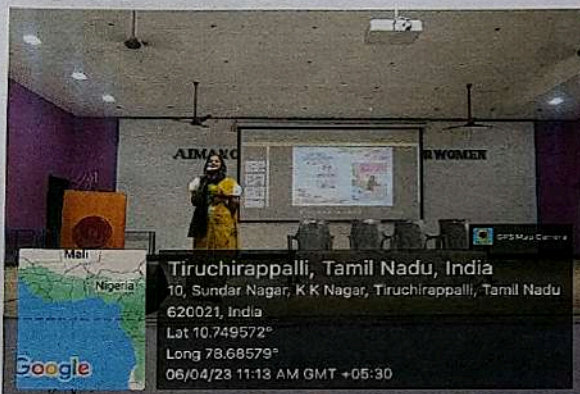 AIMAN C
R WOMEN
GPS Map Camera
Mali
Nigeria
Google
Tiruchirappalli, Tamil Nadu, India
10, Sundar Nagar, K K Nagar, Tiruchirappalli, Tamil Nadu
620021, India
Lat 10.749572°
Long 78.68579°
06/04/23 11:13 AM GMT +05:30